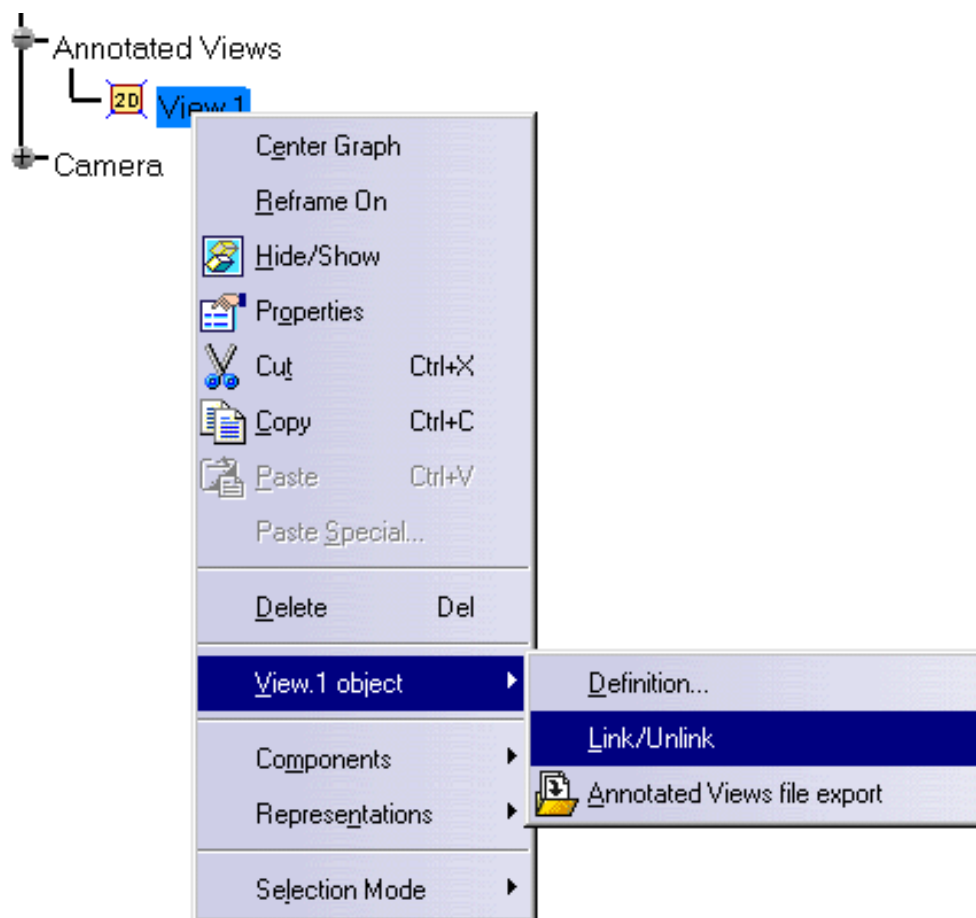 Annotated Views
2D View.1
Camera
Center Graph
Reframe On
Hide/Show
Properties
Cut Ctrl+X
Copy Ctrl+C
Paste Ctrl+V
Paste Special...
Delete Del
View.1 object
Definition...
Link/Unlink
Components
Annotated Views file export
Representations
Selection Mode